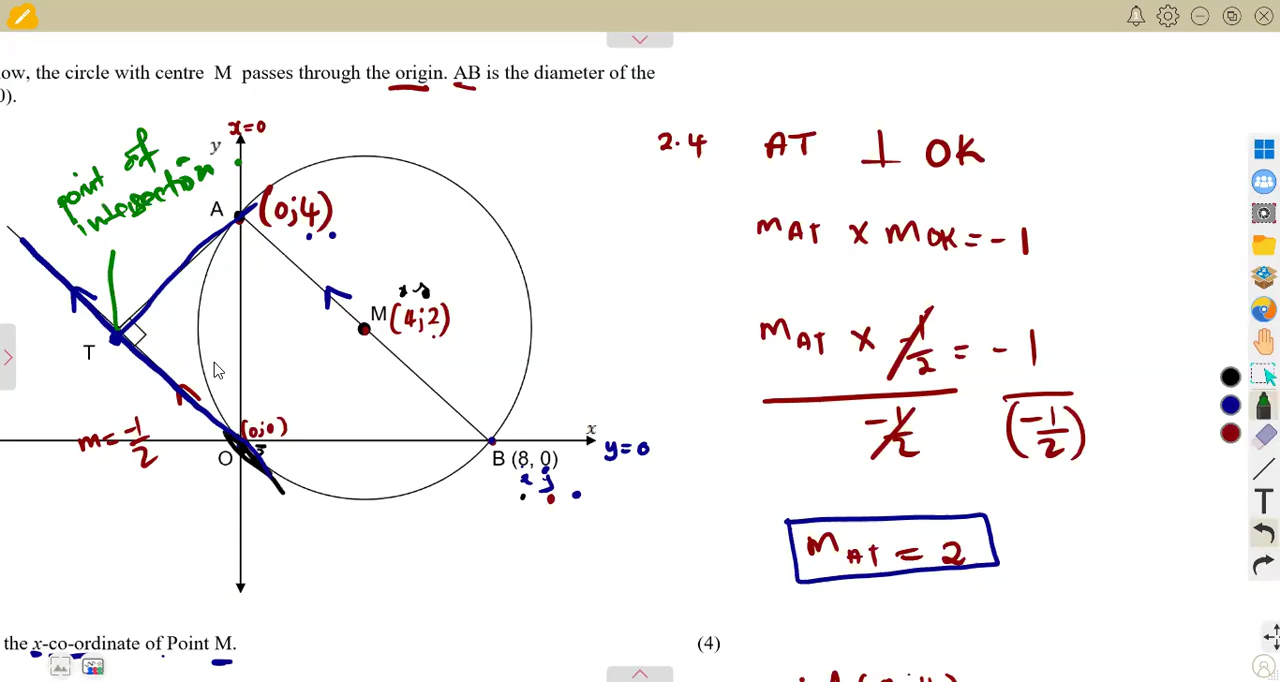 low, the circle with centre M passes through the origin. AB is the diameter of the
0).
x=0
y
point of
intersection
A
(0;4)
x y
M (4;2)
T
(0;0)
m=-1/2
O
x
y=0
B (8, 0)
x y
2.4 AT ⊥ OK
mAT x mOK = -1
mAT x -1/2 = -1
-1/2 (-1/2)
mAT = 2
the x-co-ordinate of Point M.
(4)